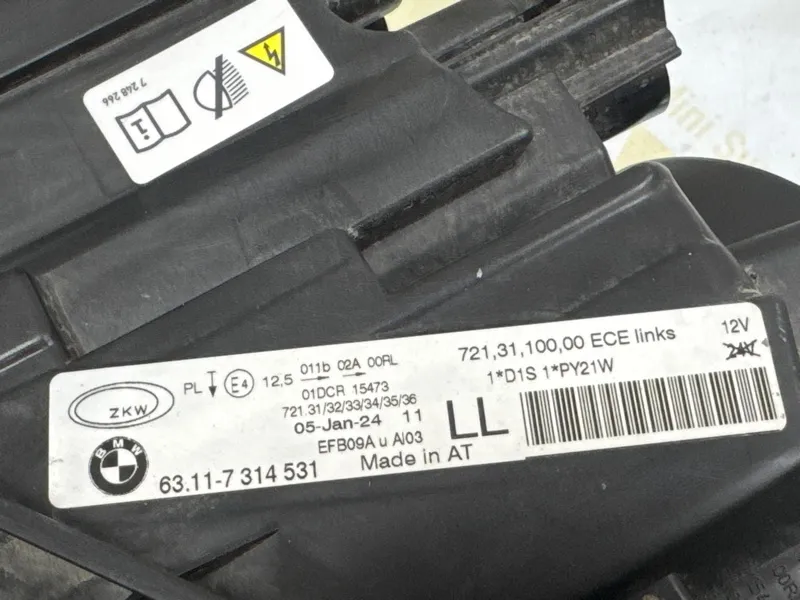 7 248 266
i
ZKW
BMW
63.11-7 314 531
PL E4 12,5
011b 02A 00RL
01DCR 15473
721.31/32/33/34/35/36
05-Jan-24 11
EFB09A u AI03
Made in AT
LL
721,31,100,00 ECE links
1*D1S 1*PY21W
12V
24V